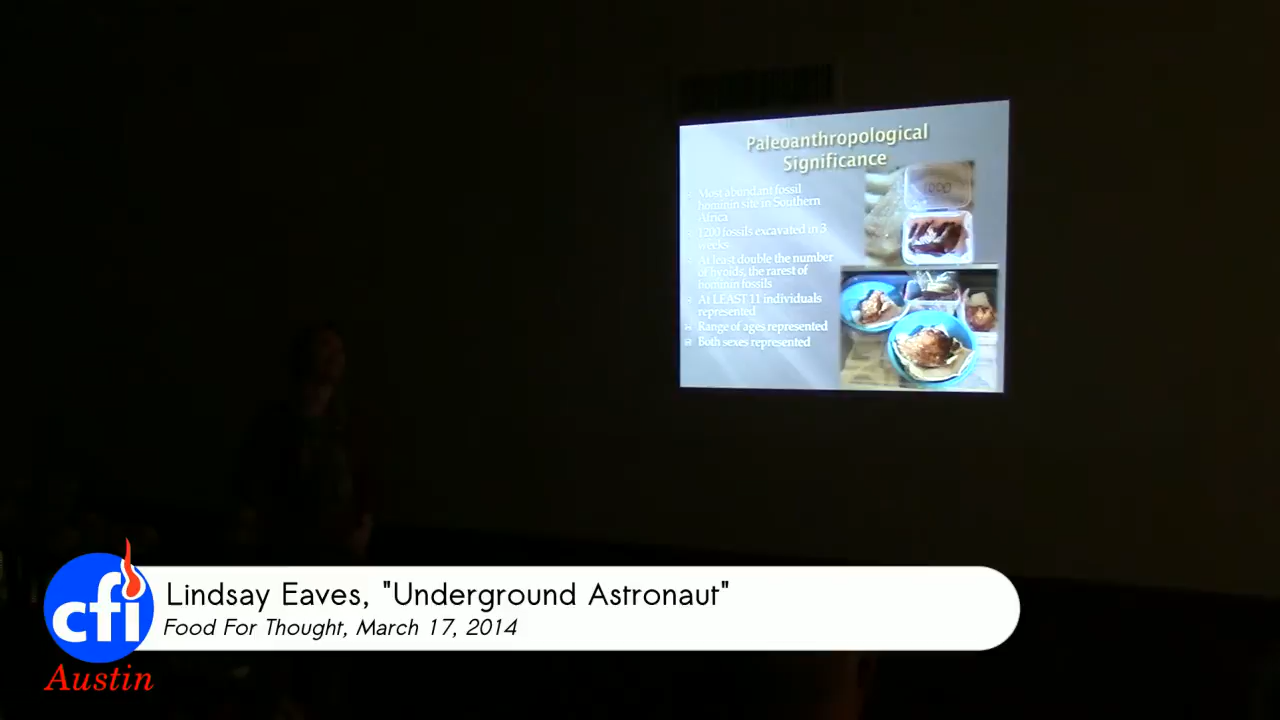 Paleoanthropological
Significance
Most abundant fossil
hominin site in Southern
Africa
1200 fossils excavated in 3
weeks
At least double the number
of hyoids, the rarest of
hominin fossils
At LEAST 11 individuals
represented
Range of ages represented
Both sexes represented
1000
cfi
Austin
Lindsay Eaves, "Underground Astronaut"
Food For Thought, March 17, 2014